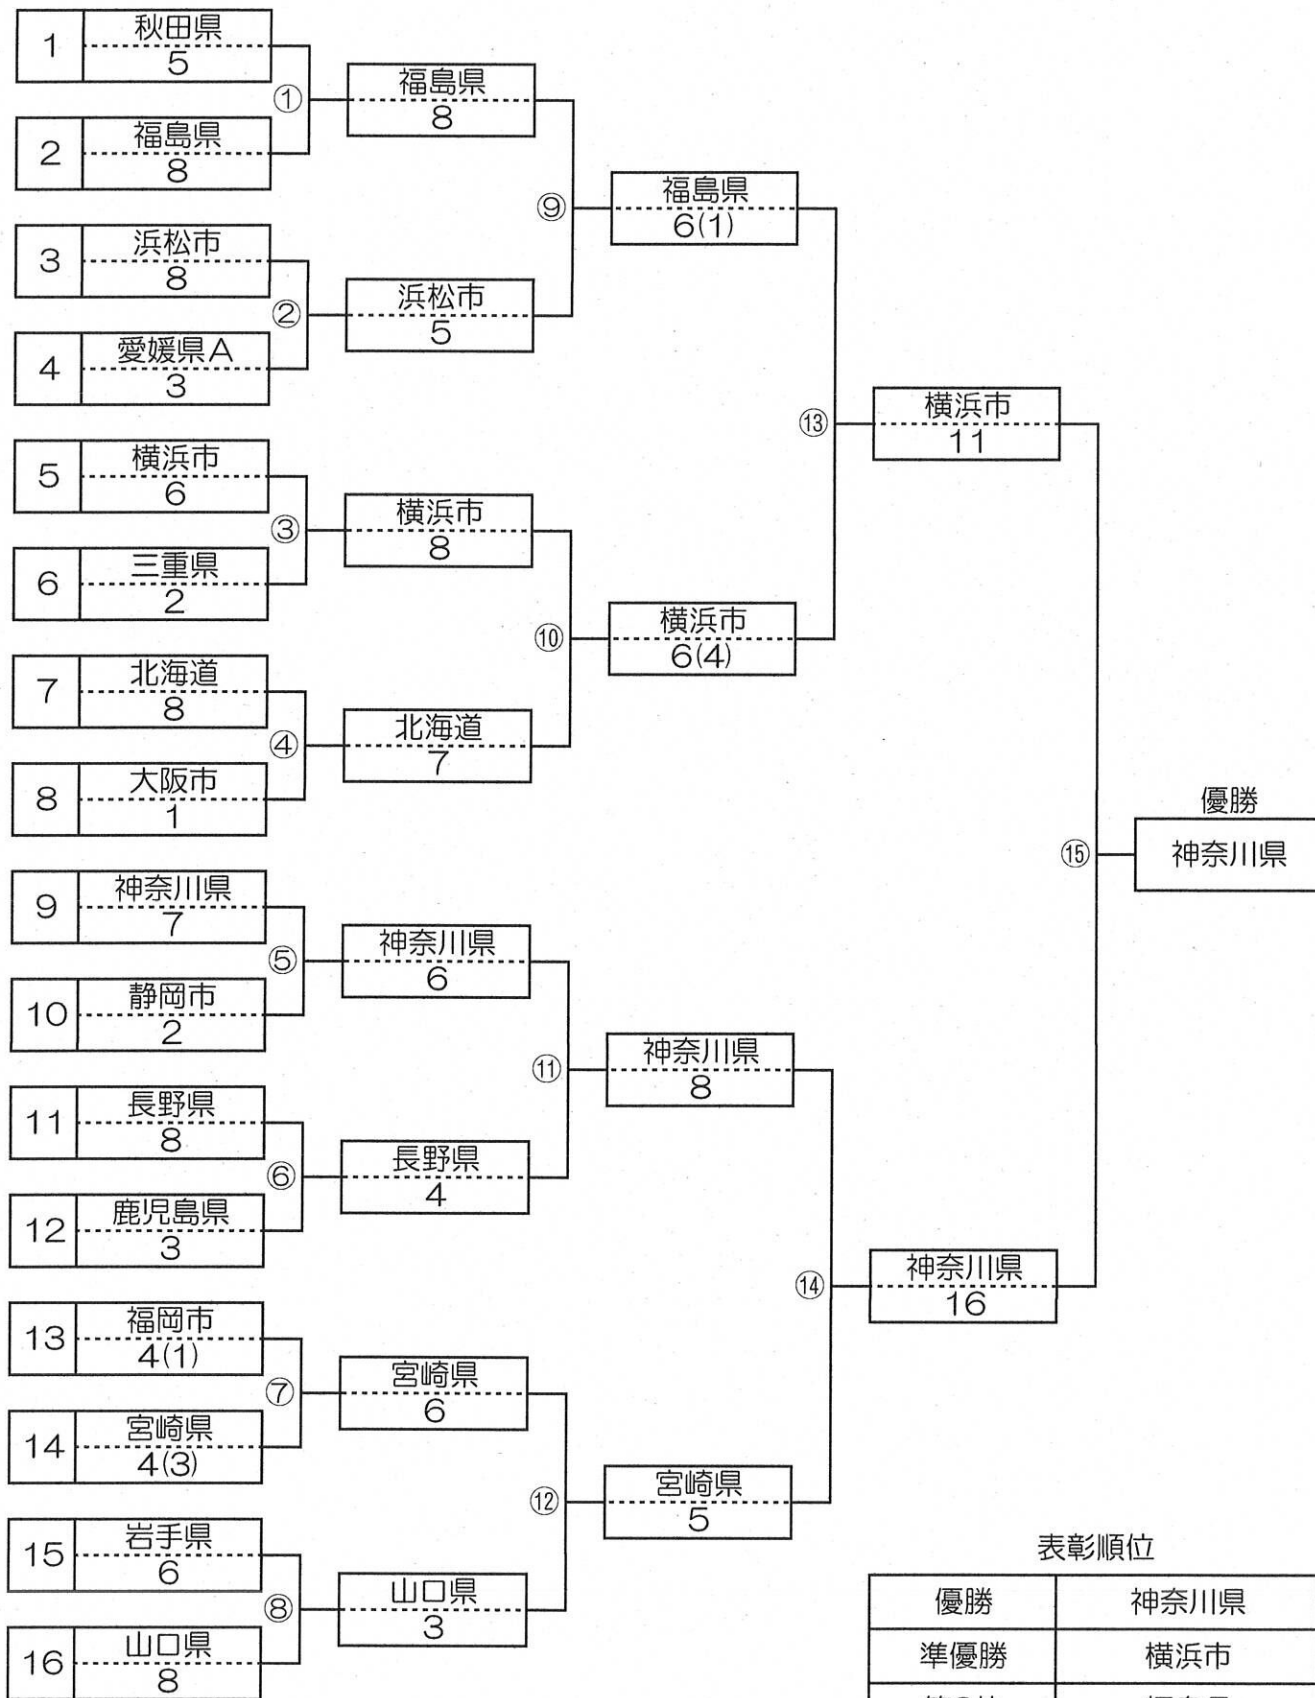 1
秋田県
5
①
2
福島県
8
福島県
8
3
浜松市
8
②
4
愛媛県A
3
浜松市
5
⑨
福島県
6(1)
5
横浜市
6
③
6
三重県
2
横浜市
8
7
北海道
8
④
8
大阪市
1
北海道
7
⑩
横浜市
6(4)
⑬
横浜市
11
9
神奈川県
7
⑤
10
静岡市
2
神奈川県
6
11
長野県
8
⑥
12
鹿児島県
3
長野県
4
⑪
神奈川県
8
13
福岡市
4(1)
⑦
14
宮崎県
4(3)
宮崎県
6
15
岩手県
6
⑧
16
山口県
8
山口県
3
⑫
宮崎県
5
⑭
神奈川県
16
⑮
優勝
神奈川県
表彰順位
優勝 神奈川県
準優勝 横浜市